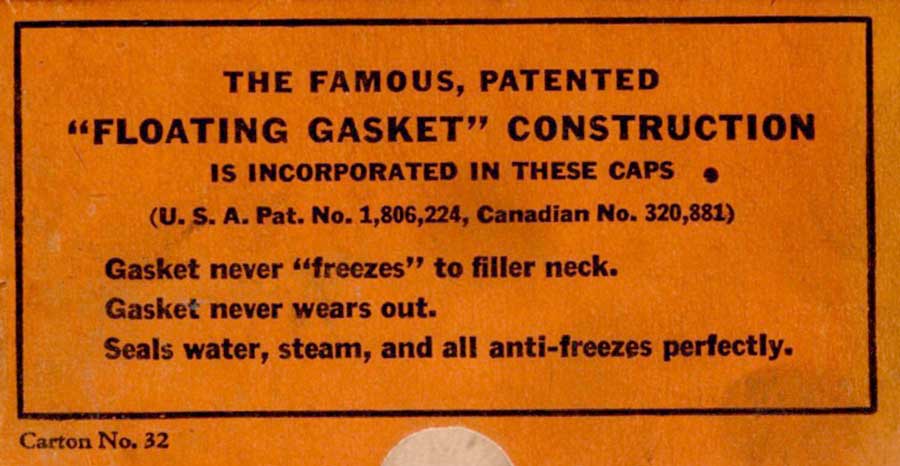 THE FAMOUS, PATENTED
"FLOATING GASKET" CONSTRUCTION
IS INCORPORATED IN THESE CAPS
(U. S. A. Pat. No. 1,806,224, Canadian No. 320,881)
Gasket never "freezes" to filler neck.
Gasket never wears out.
Seals water, steam, and all anti-freezes perfectly.
Carton No. 32